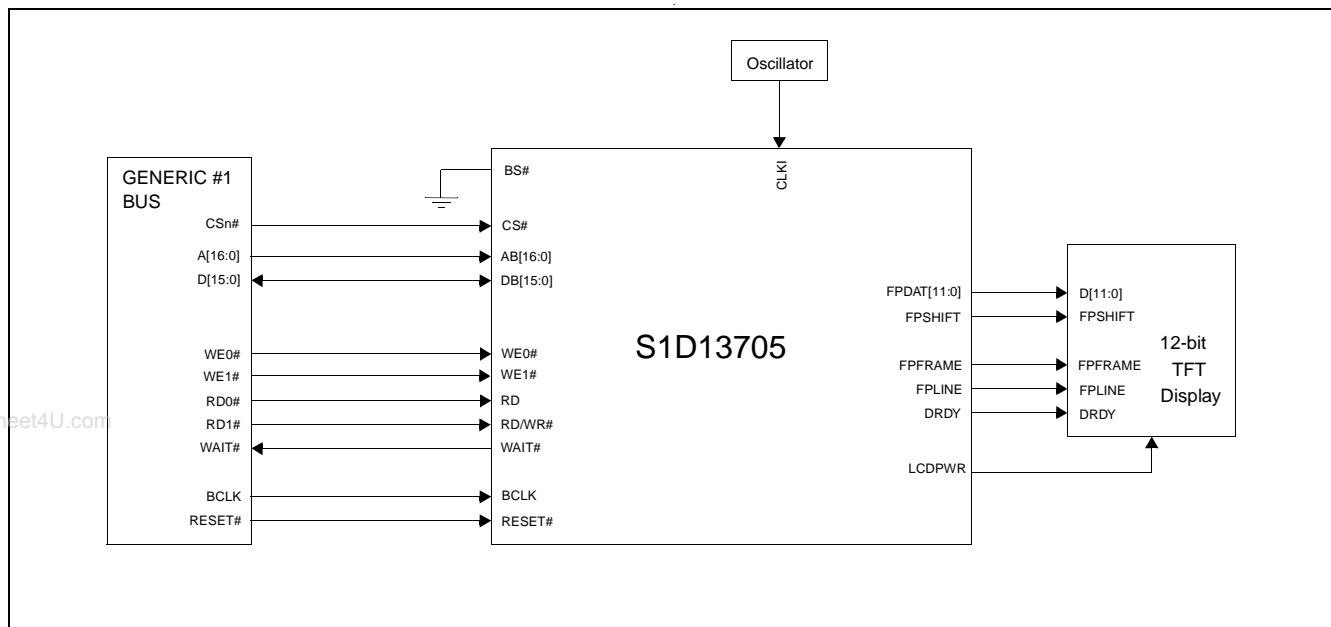 Oscillator
CLKI
GENERIC #1
BUS
CSn#
A[16:0]
D[15:0]
WE0#
WE1#
RD0#
RD1#
WAIT#
BCLK
RESET#
BS#
CS#
AB[16:0]
DB[15:0]
WE0#
WE1#
RD
RD/WR#
WAIT#
BCLK
RESET#
S1D13705
FPDAT[11:0]
FPSHIFT
FPFRAME
FPLINE
DRDY
LCDPWR
D[11:0]
FPSHIFT
FPFRAME
FPLINE
DRDY
12-bit
TFT
Display
heet4U.com